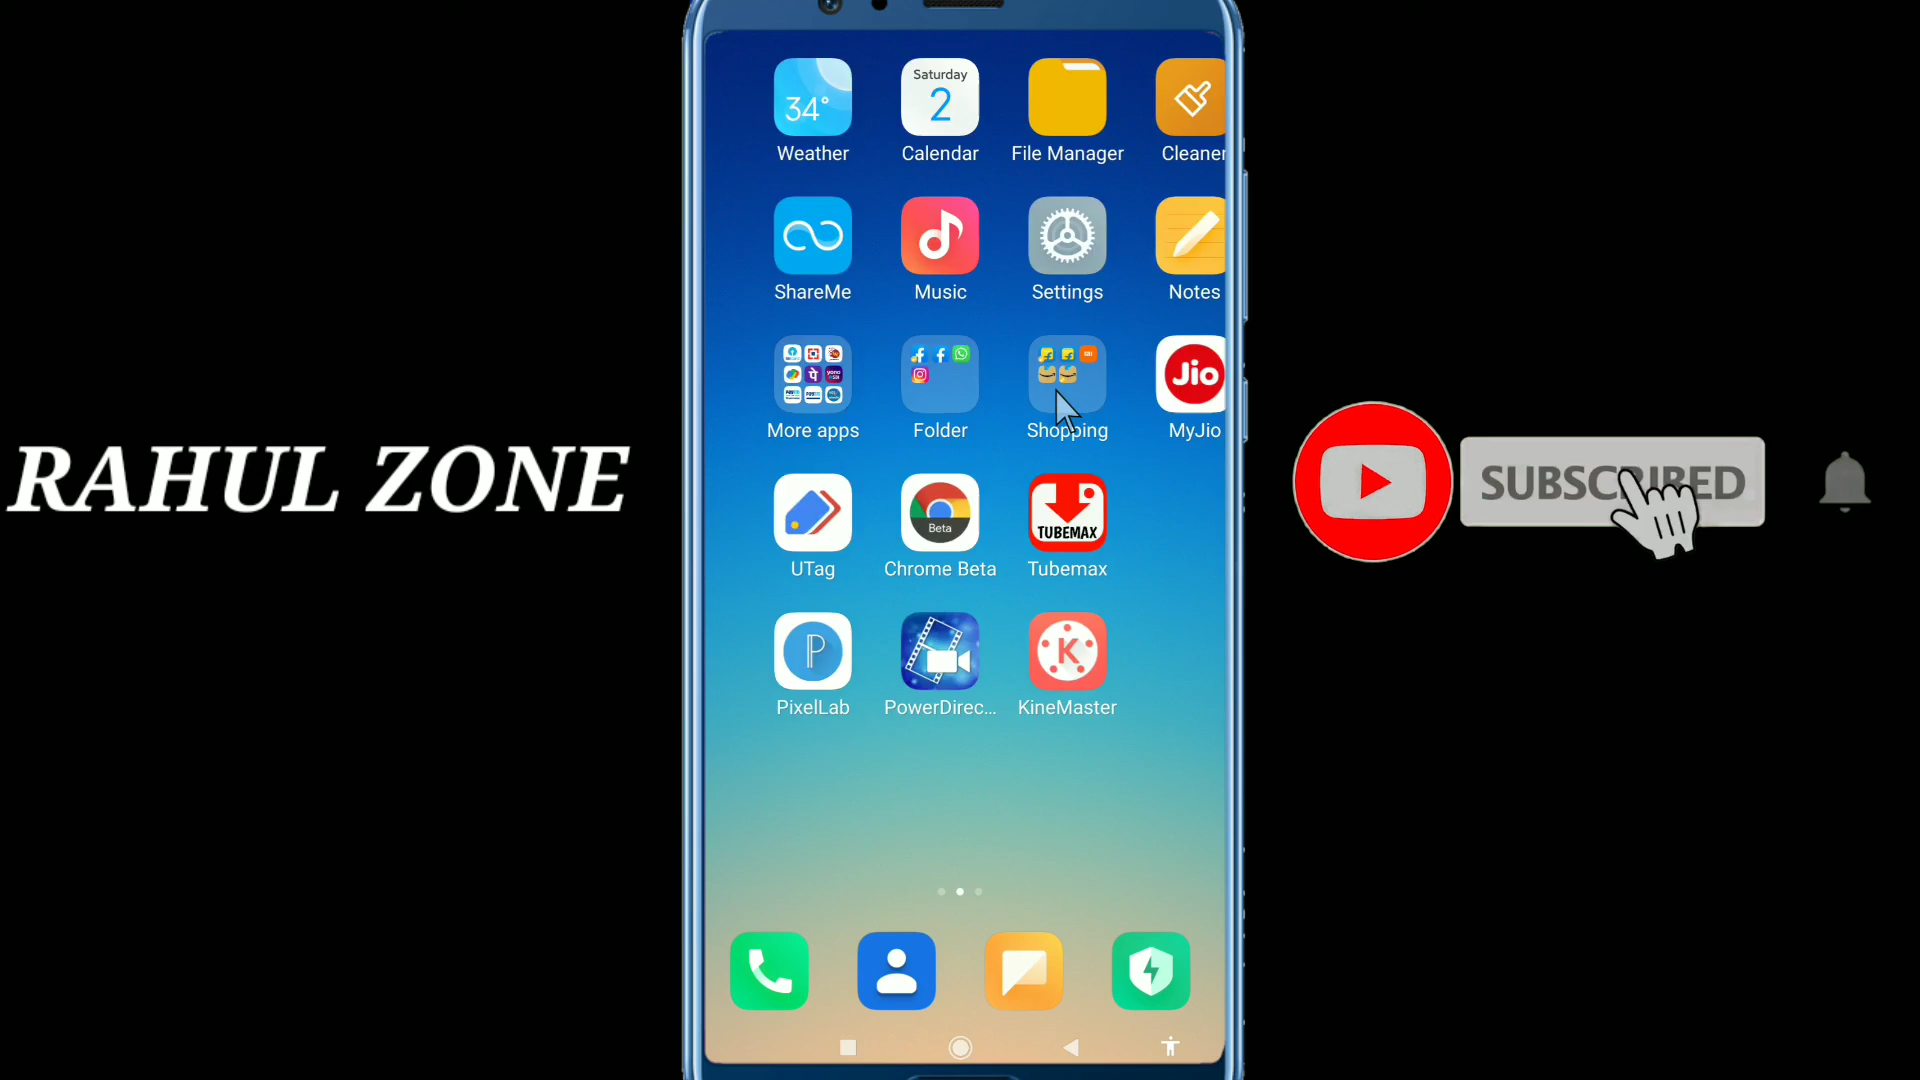 Saturday
34° 2
Weather Calendar File Manager Cleaner
ShareMe Music Settings Notes
Jio
More apps Folder Shopping MyJio
RAHUL ZONE
SUBSCRIBED
Beta
TUBEMAX
UTag Chrome Beta Tubemax
P K
PixelLab PowerDirec... KineMaster